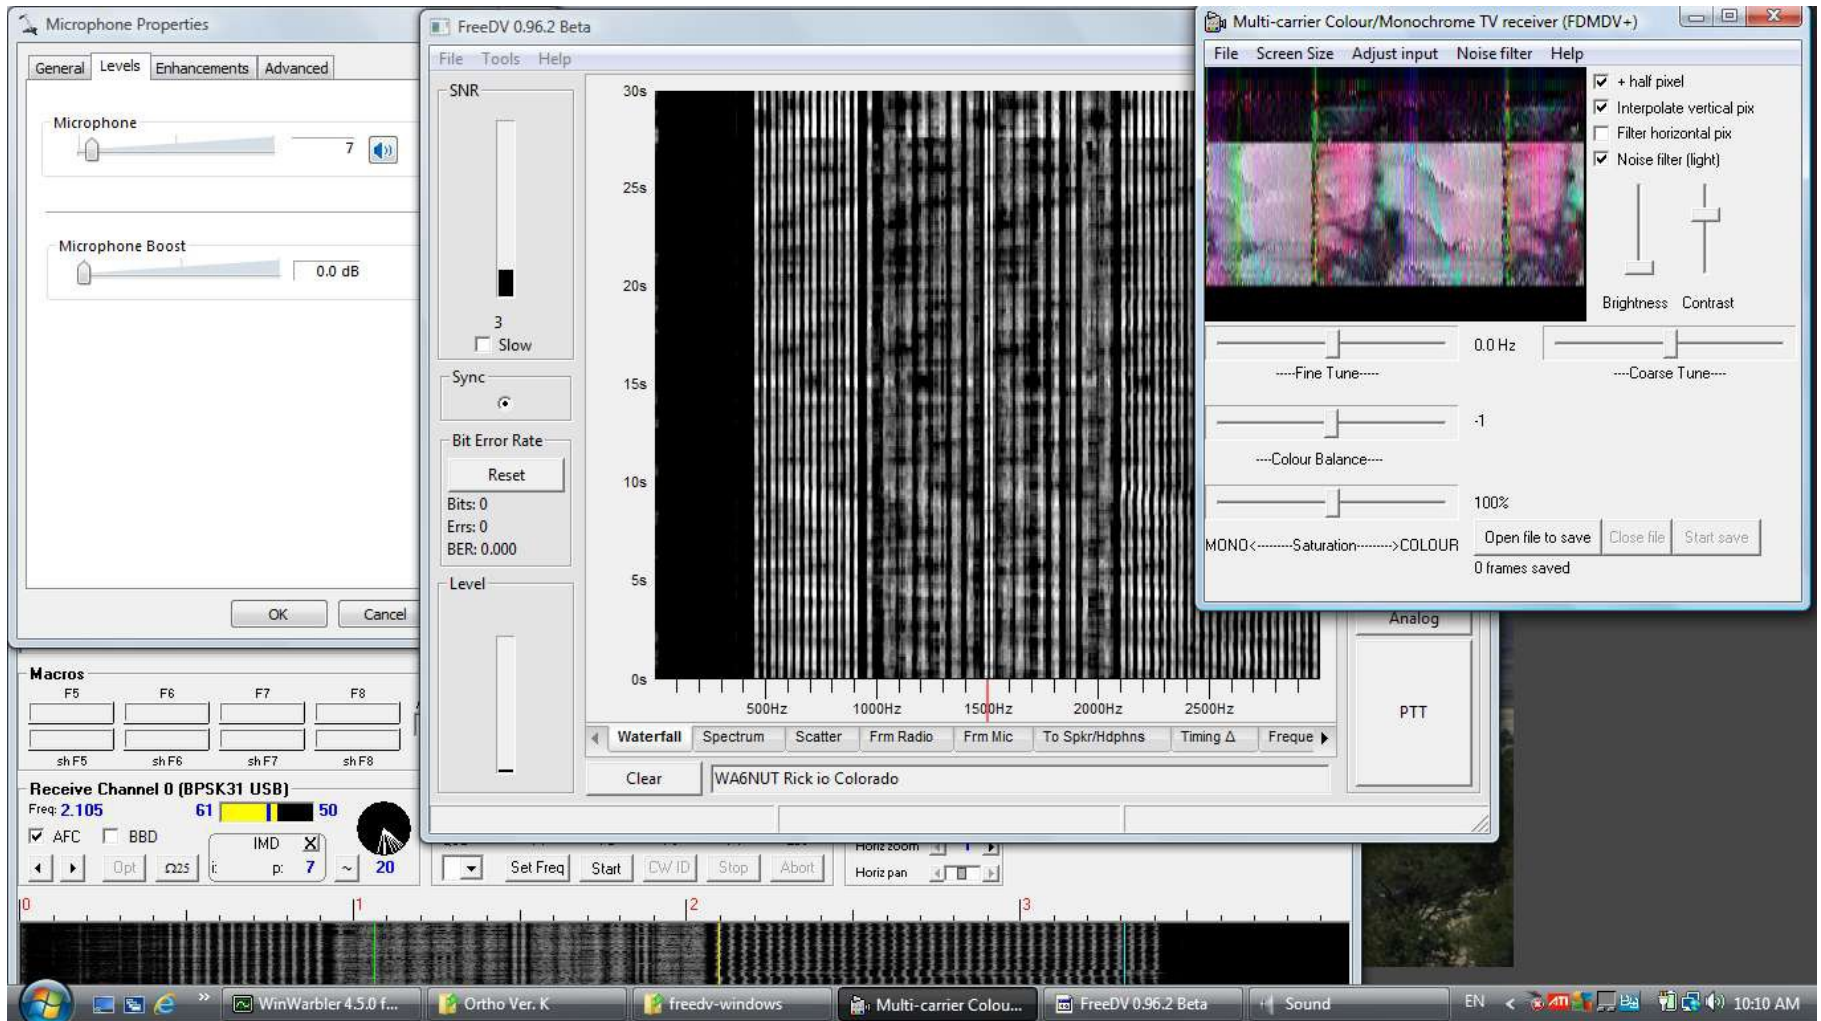 Microphone Properties
General Levels Enhancements Advanced
Microphone
7
Microphone Boost
0.0 dB
OK Cancel
FreeDV 0.96.2 Beta
File Tools Help
SNR
3
Slow
Sync
Bit Error Rate
Reset
Bits: 0
Errs: 0
BER: 0.000
Level
30s
25s
20s
15s
10s
5s
0s
500Hz 1000Hz 1500Hz 2000Hz 2500Hz
Waterfall Spectrum Scatter Frm Radio Frm Mic To Spkr/Hdphns Timing Δ Freque
Clear WA6NUT Rick io Colorado
Analog
PTT
Multi-carrier Colour/Monochrome TV receiver (FDMDV+)
File Screen Size Adjust input Noise filter Help
+ half pixel
Interpolate vertical pix
Filter horizontal pix
Noise filter (light)
Brightness Contrast
0.0 Hz
-----Fine Tune----- ----Coarse Tune----
-1
----Colour Balance----
100%
MONO<--------Saturation-------->COLOUR
Open file to save Close file Start save
0 frames saved
Macros
F5 F6 F7 F8
sh F5 sh F6 sh F7 sh F8
Receive Channel 0 (BPSK31 USB)
Freq: 2.105 61 50
AFC BBD IMD X
Opt Ω25 i: p: 7 ~ 20
Set Freq Start CW ID Stop Abort
Horiz zoom 1
Horiz pan
0 1 2 3
WinWarbler 4.5.0 f... Ortho Ver. K freedv-windows Multi-carrier Colou... FreeDV 0.96.2 Beta Sound EN ATI 10:10 AM